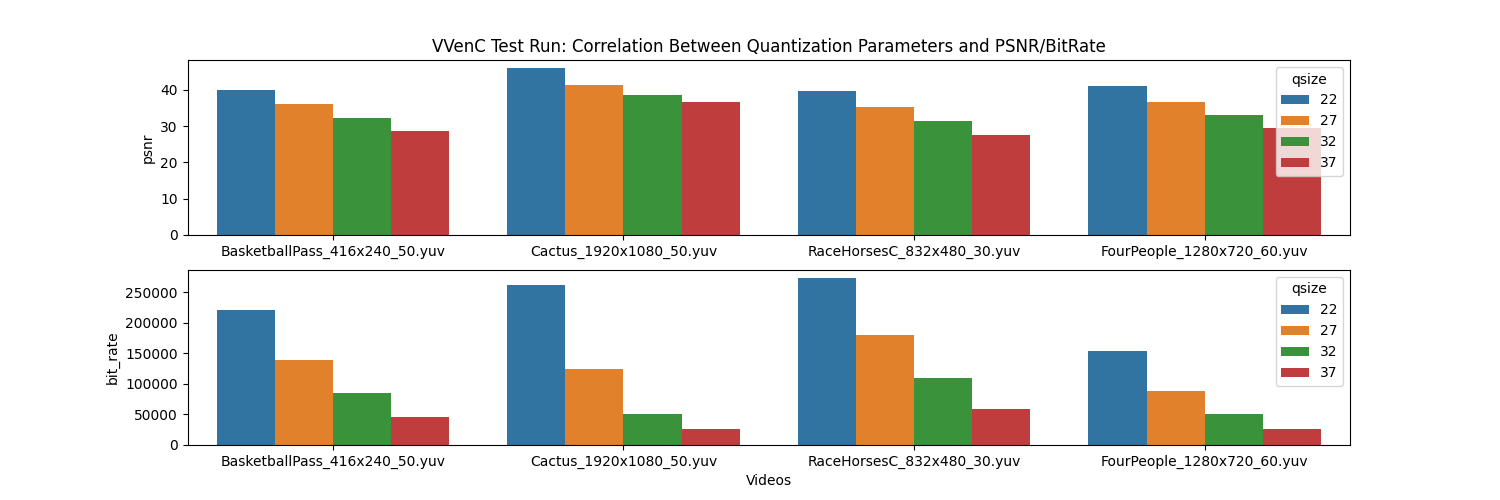 VVenC Test Run: Correlation Between Quantization Parameters and PSNR/BitRate
psnr
40
30
20
10
0
qsize
22
27
32
37
BasketballPass_416x240_50.yuv
Cactus_1920x1080_50.yuv
RaceHorsesC_832x480_30.yuv
FourPeople_1280x720_60.yuv
bit_rate
250000
200000
150000
100000
50000
0
qsize
22
27
32
37
BasketballPass_416x240_50.yuv
Cactus_1920x1080_50.yuv
RaceHorsesC_832x480_30.yuv
FourPeople_1280x720_60.yuv
Videos